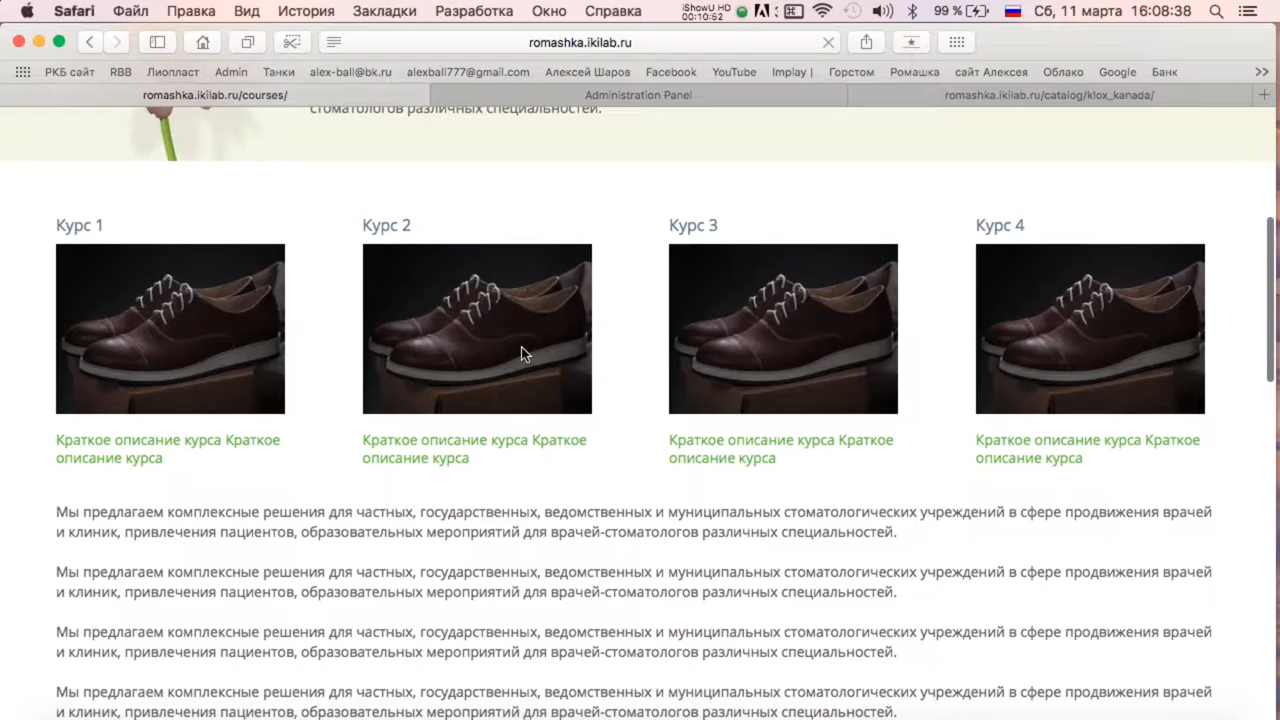 Safari Файл Правка Вид История Закладки Разработка Окно Справка iShowU HD 00:10:52 99 % Сб, 11 марта 16:08:38
romashka.ikilab.ru
РКБ сайт RBB Лиопласт Admin Танки alex-ball@bk.ru alexball777@gmail.com Алексей Шаров Facebook YouTube Implay | Горстом Ромашка сайт Алексея Облако Google Банк >>
romashka.ikilab.ru/courses/ Administration Panel romashka.ikilab.ru/catalog/klox_kanada/ +
стоматологов различных специальностей.
Курс 1 Курс 2 Курс 3 Курс 4
Краткое описание курса Краткое Краткое описание курса Краткое Краткое описание курса Краткое Краткое описание курса Краткое
описание курса описание курса описание курса описание курса
Мы предлагаем комплексные решения для частных, государственных, ведомственных и муниципальных стоматологических учреждений в сфере продвижения врачей
и клиник, привлечения пациентов, образовательных мероприятий для врачей-стоматологов различных специальностей.
Мы предлагаем комплексные решения для частных, государственных, ведомственных и муниципальных стоматологических учреждений в сфере продвижения врачей
и клиник, привлечения пациентов, образовательных мероприятий для врачей-стоматологов различных специальностей.
Мы предлагаем комплексные решения для частных, государственных, ведомственных и муниципальных стоматологических учреждений в сфере продвижения врачей
и клиник, привлечения пациентов, образовательных мероприятий для врачей-стоматологов различных специальностей.
Мы предлагаем комплексные решения для частных, государственных, ведомственных и муниципальных стоматологических учреждений в сфере продвижения врачей
и клиник, привлечения пациентов, образовательных мероприятий для врачей-стоматологов различных специальностей.